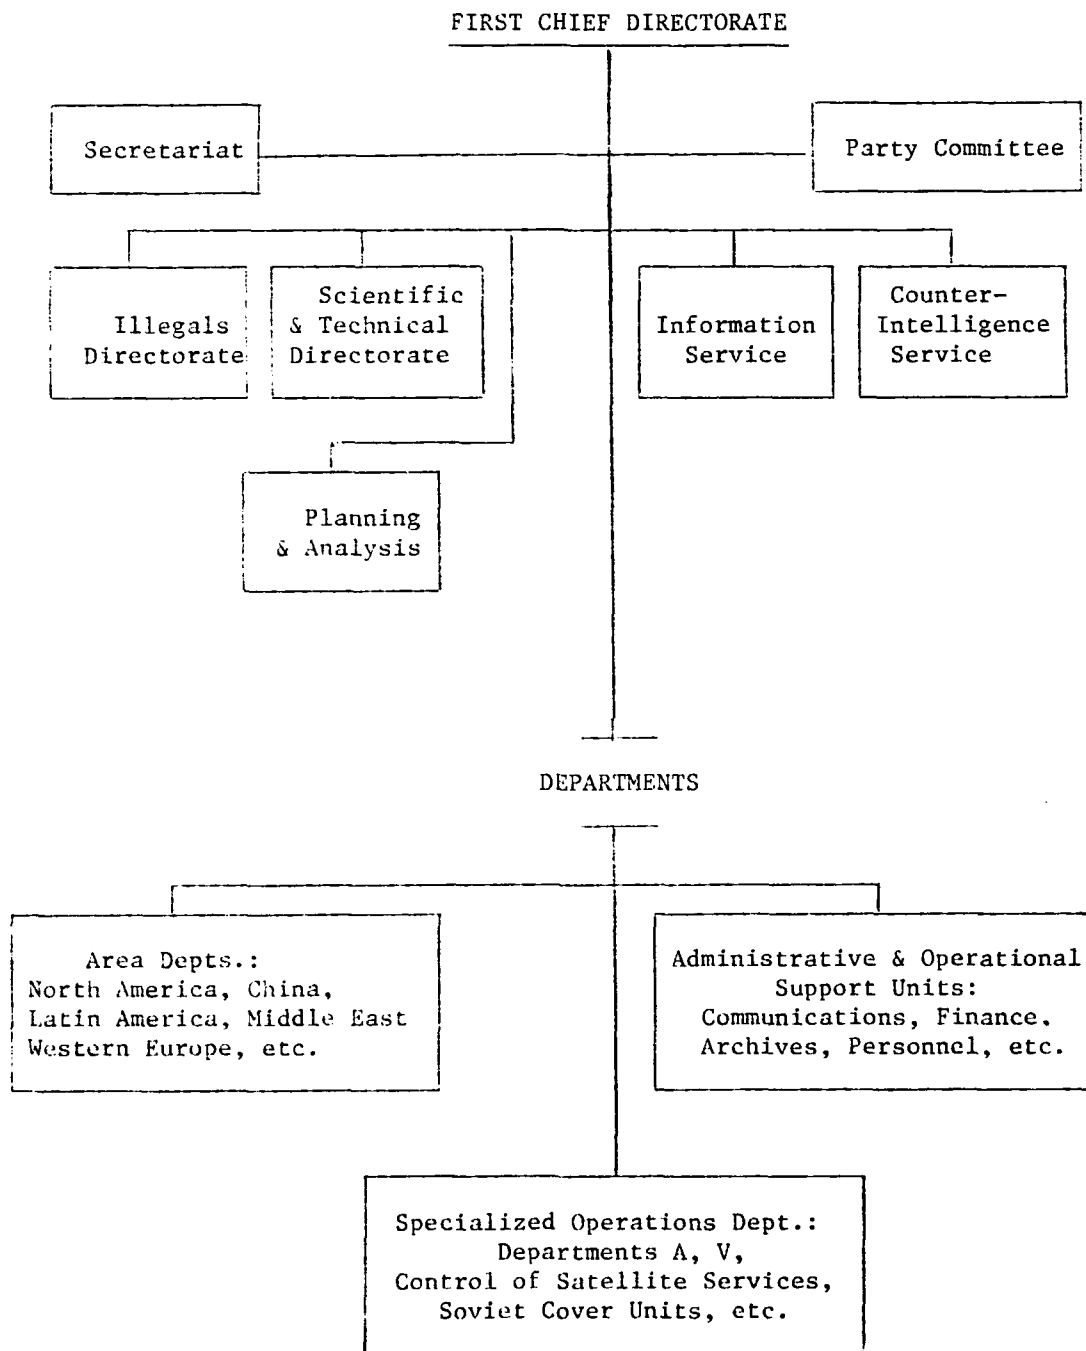 FIRST CHIEF DIRECTORATE
Secretariat
Party Committee
Illegals
Directorate
Scientific
& Technical
Directorate
Information
Service
Counter-
Intelligence
Service
Planning
& Analysis
DEPARTMENTS
Area Depts.:
North America, China,
Latin America, Middle East
Western Europe, etc.
Administrative & Operational
Support Units:
Communications, Finance,
Archives, Personnel, etc.
Specialized Operations Dept.:
Departments A, V,
Control of Satellite Services,
Soviet Cover Units, etc.